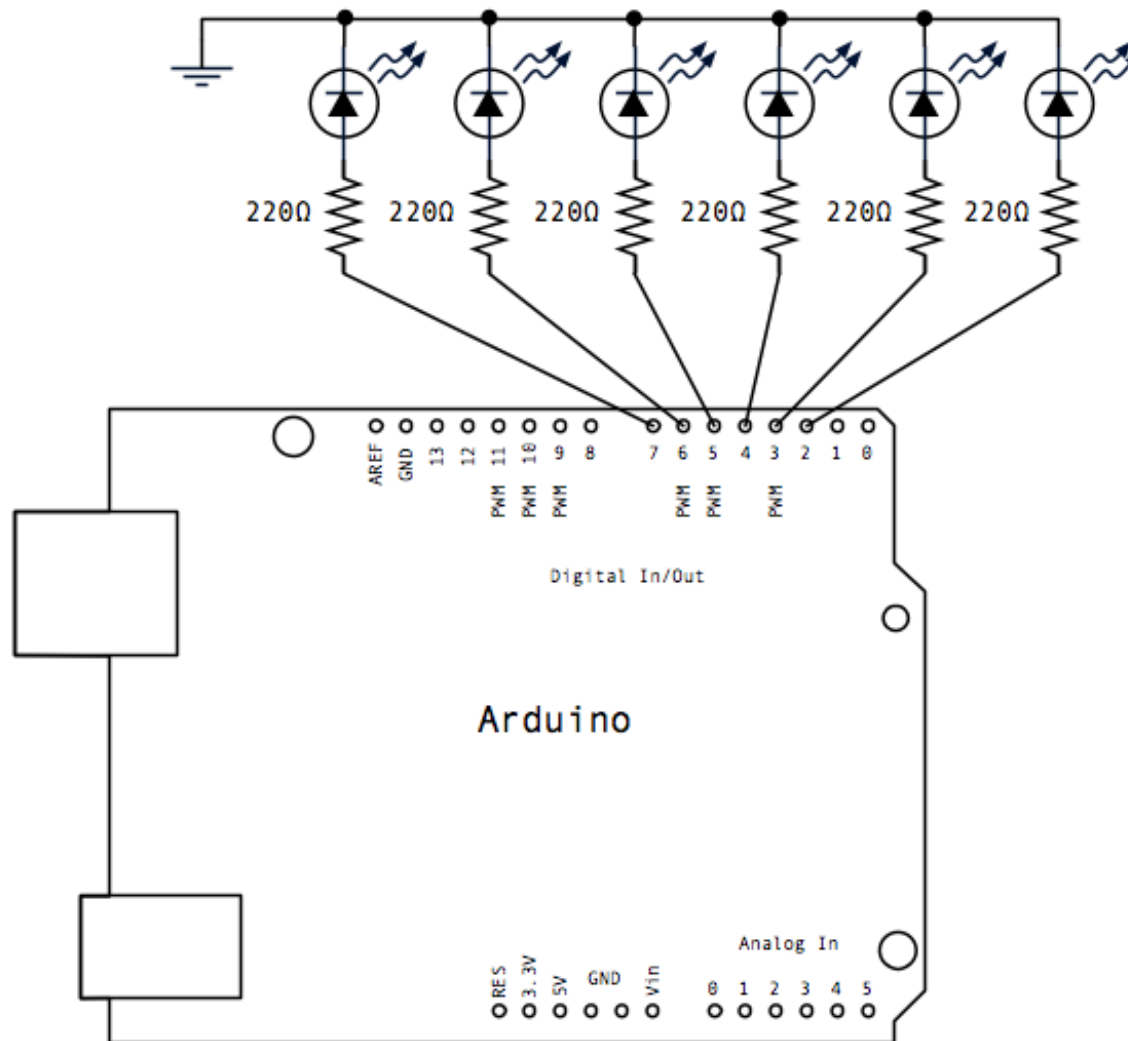 220Ω 220Ω 220Ω 220Ω 220Ω 220Ω
AREF GND 13 12 11 10 9 8 7 6 5 4 3 2 1 0
PWM PWM PWM PWM PWM PWM
Digital In/Out
Arduino
Analog In
RES 3.3V 5V GND Vin 0 1 2 3 4 5